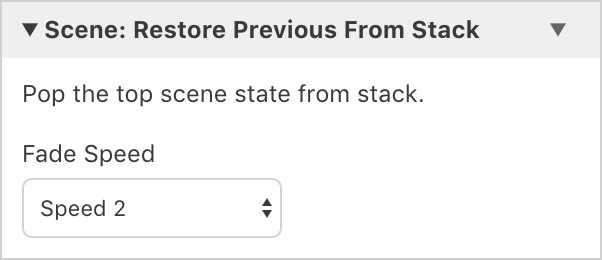 Scene: Restore Previous From Stack
Pop the top scene state from stack.
Fade Speed
Speed 2